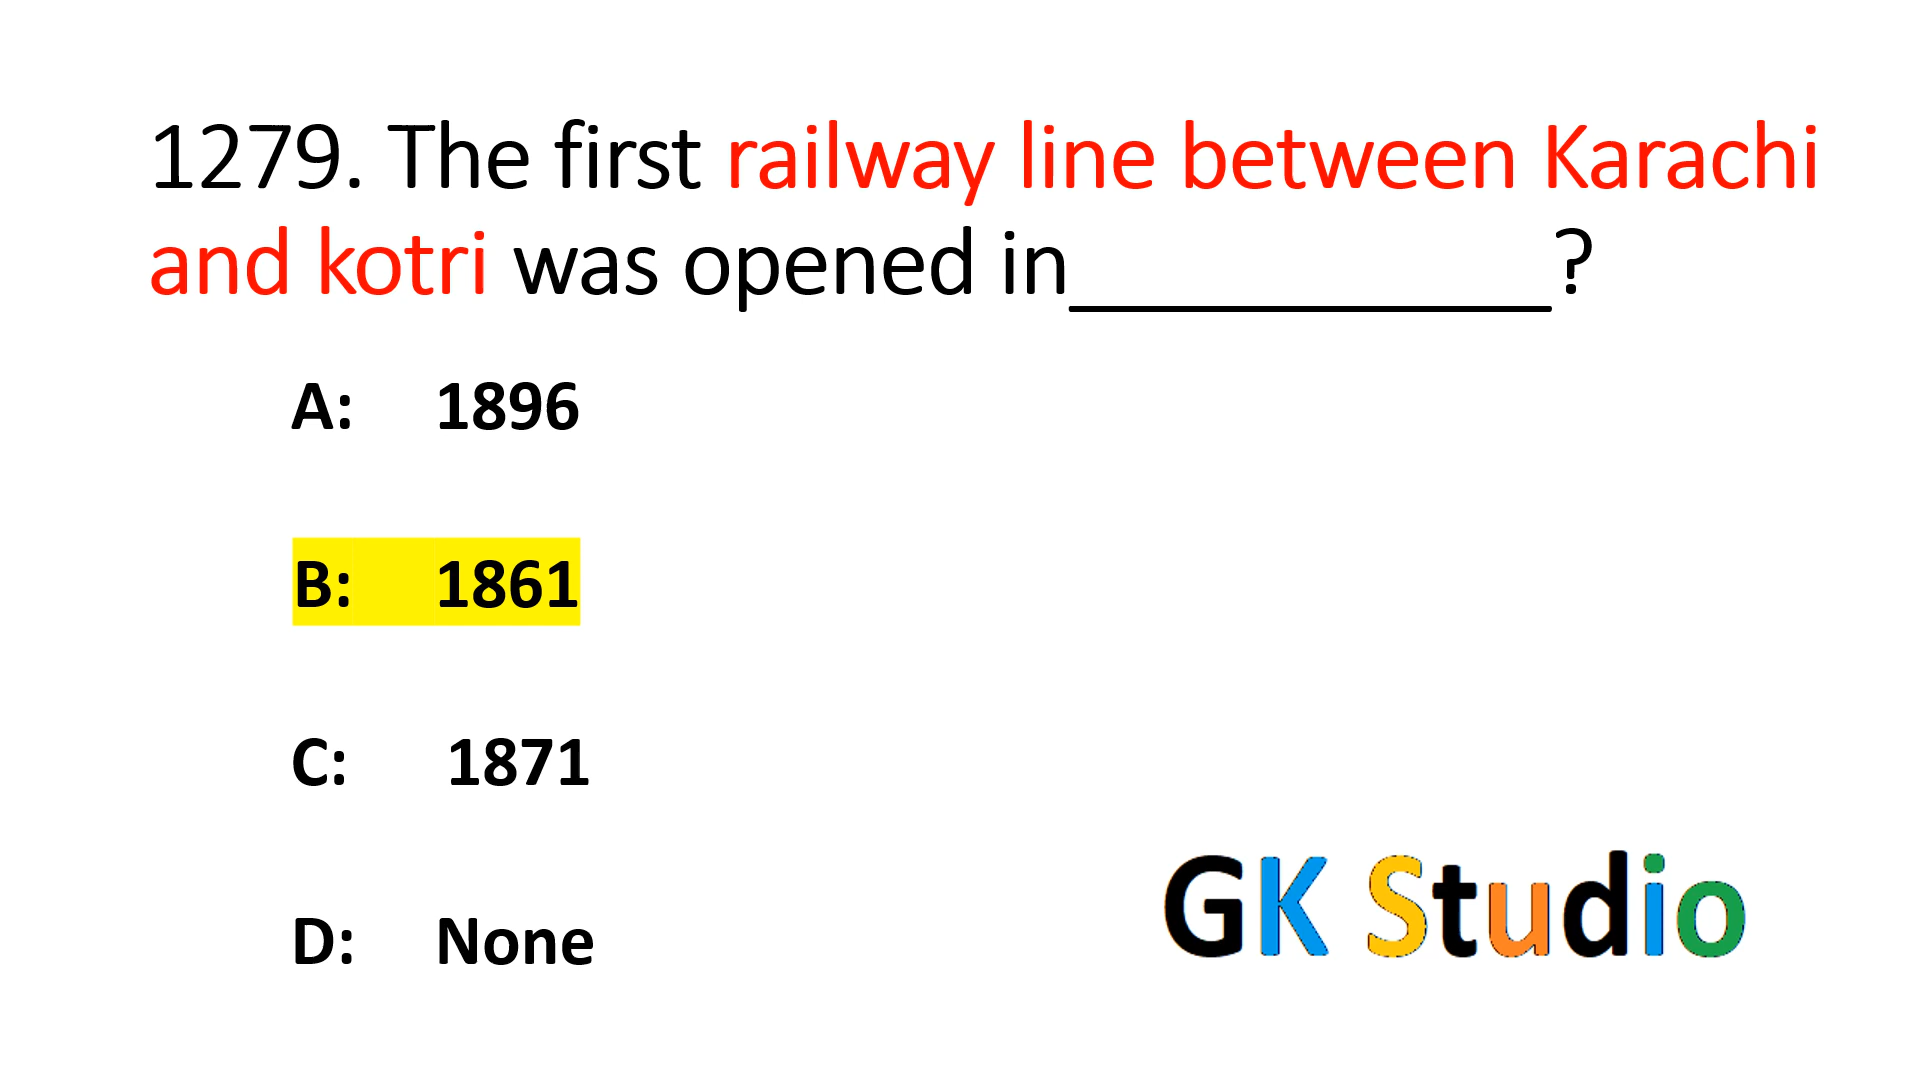 1279. The first railway line between Karachi
and kotri was opened in____________?
A: 1896
B: 1861
C: 1871
D: None
GK Studio